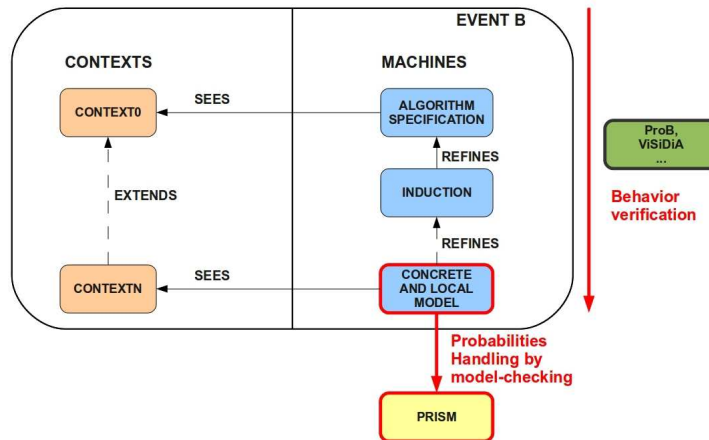 EVENT B
CONTEXTS
MACHINES
CONTEXT0
SEES
ALGORITHM
SPECIFICATION
ProB,
ViSiDiA
...
REFINES
EXTENDS
INDUCTION
Behavior
verification
REFINES
CONTEXTN
SEES
CONCRETE
AND LOCAL
MODEL
Probabilities
Handling by
model-checking
PRISM